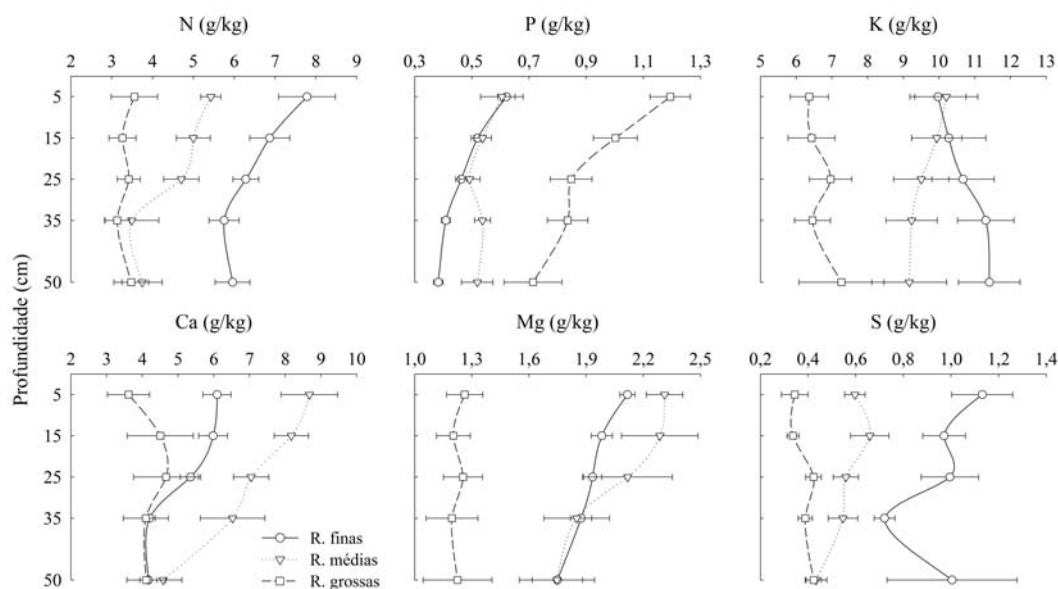 N (g/kg)
2 3 4 5 6 7 8 9
P (g/kg)
0,3 0,5 0,7 0,9 1,1 1,3
K (g/kg)
5 6 7 8 9 10 11 12 13
5
15
25
35
50
Profundidade (cm)
Ca (g/kg)
2 3 4 5 6 7 8 9 10
Mg (g/kg)
1,0 1,3 1,6 1,9 2,2 2,5
S (g/kg)
0,2 0,4 0,6 0,8 1,0 1,2 1,4
5
15
25
35
50
R. finas
R. médias
R. grossas